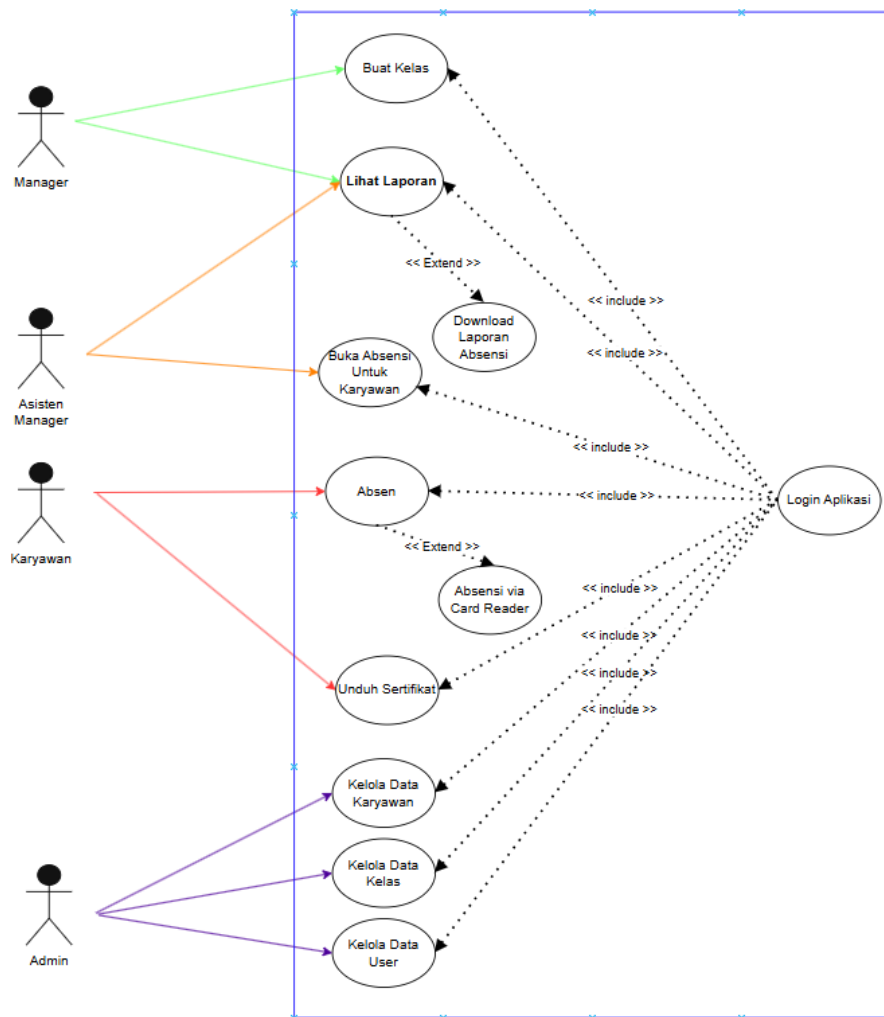 Buat Kelas
Manager
Lihat Laporan
<< Extend >>
<< include >>
Download
Laporan
Absensi
<< include >>
Buka Absensi
Untuk
Karyawan
Asisten
Manager
<< include >>
Absen
<< include >>
Login Aplikasi
Karyawan
<< Extend >>
Absensi via
Card Reader
<< include >>
<< include >>
<< include >>
<< include >>
Unduh Sertifikat
Kelola Data
Karyawan
Kelola Data
Kelas
Kelola Data
User
Admin